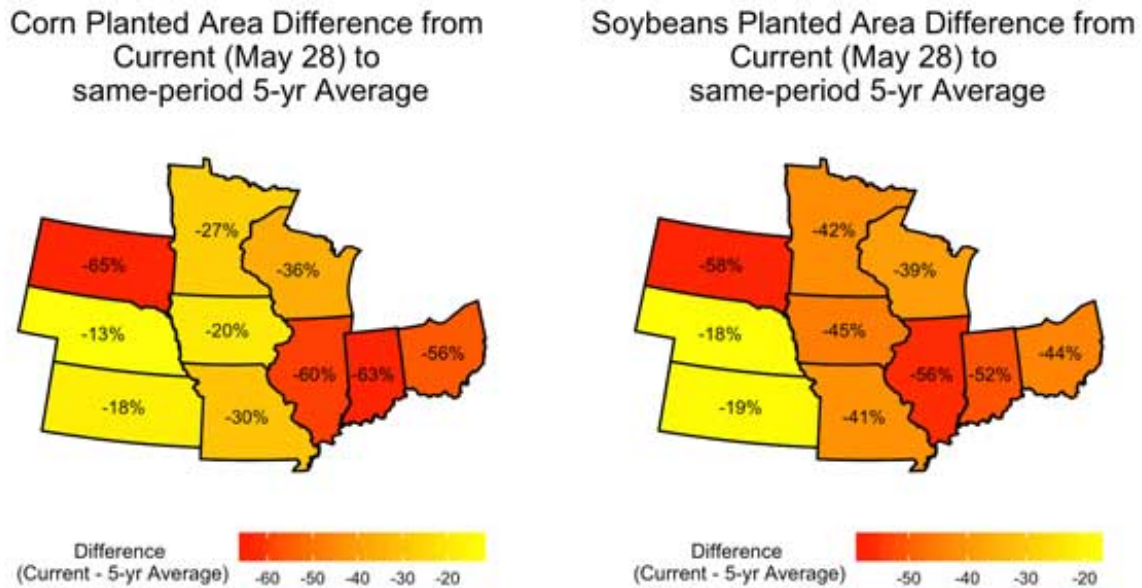 Corn Planted Area Difference from
Current (May 28) to
same-period 5-yr Average
-27%
-65%
-36%
-13%
-20%
-56%
-60%
-63%
-18%
-30%
Difference
(Current - 5-yr Average)
-60 -50 -40 -30 -20
Soybeans Planted Area Difference from
Current (May 28) to
same-period 5-yr Average
-42%
-58%
-39%
-18%
-45%
-44%
-56%
-52%
-19%
-41%
Difference
(Current - 5-yr Average)
-50 -40 -30 -20